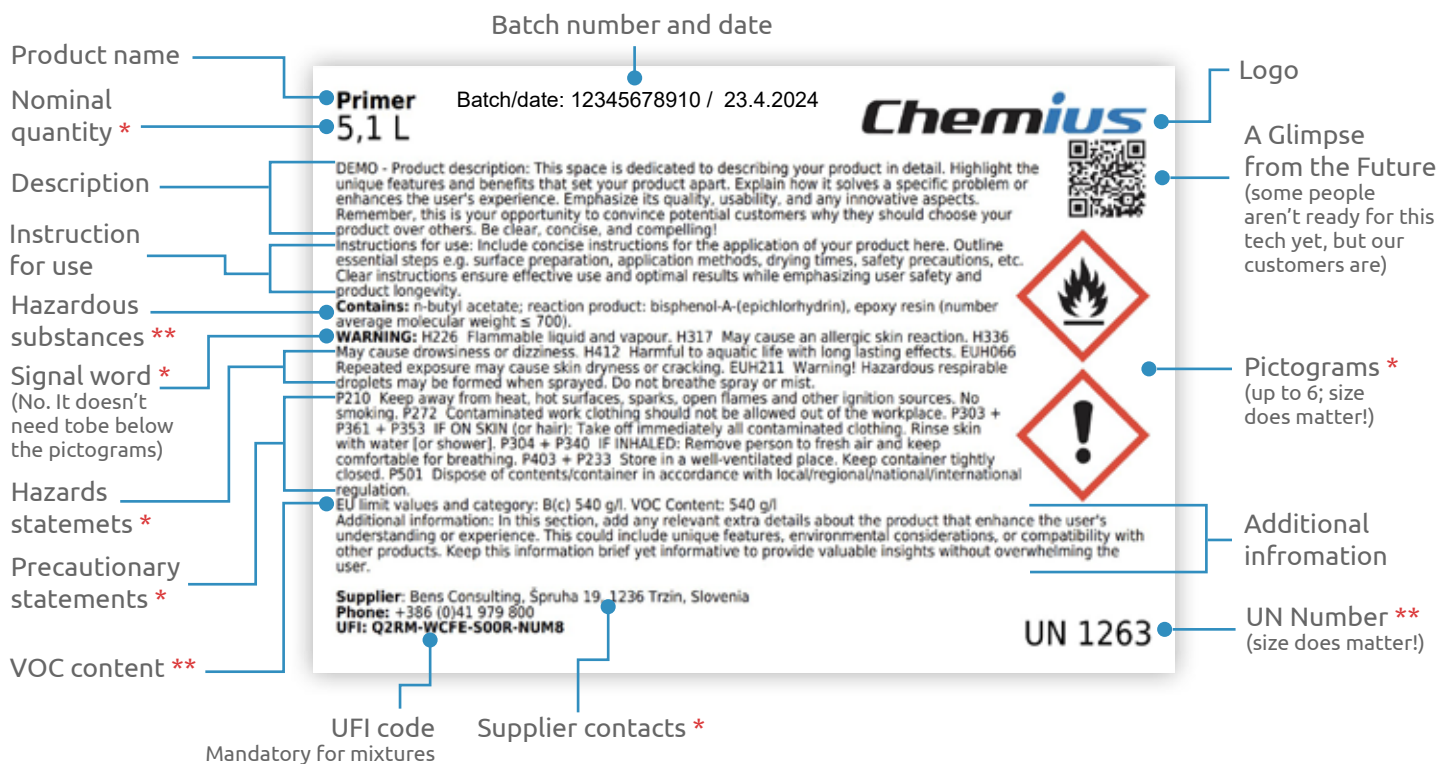 Batch number and date
Product name
Nominal
quantity *
Description
Instruction
for use
Hazardous
substances **
Signal word *
(No. It doesn't
need tobe below
the pictograms)
Hazards
statemets *
Precautionary
statements *
VOC content **
Primer
5,1 L
Batch/date: 12345678910 / 23.4.2024
Chemius
DEMO - Product description: This space is dedicated to describing your product in detail. Highlight the
unique features and benefits that set your product apart. Explain how it solves a specific problem or
enhances the user's experience. Emphasize its quality, usability, and any innovative aspects.
Remember, this is your opportunity to convince potential customers why they should choose your
product over others. Be clear, concise, and compelling!
Instructions for use: Include concise instructions for the application of your product here. Outline
essential steps e.g. surface preparation, application methods, drying times, safety precautions, etc.
Clear instructions ensure effective use and optimal results while emphasizing user safety and
product longevity.
Contains: n-butyl acetate; reaction product: bisphenol-A-(epichlorhydrin), epoxy resin (number
average molecular weight ≤ 700).
WARNING: H226 Flammable liquid and vapour. H317 May cause an allergic skin reaction. H336
May cause drowsiness or dizziness. H412 Harmful to aquatic life with long lasting effects. EUH066
Repeated exposure may cause skin dryness or cracking. EUH211 Warning! Hazardous respirable
droplets may be formed when sprayed. Do not breathe spray or mist.
P210 Keep away from heat, hot surfaces, sparks, open flames and other ignition sources. No
smoking. P272 Contaminated work clothing should not be allowed out of the workplace. P303 +
P361 + P353 IF ON SKIN (or hair): Take off immediately all contaminated clothing. Rinse skin
with water [or shower]. P304 + P340 IF INHALED: Remove person to fresh air and keep
comfortable for breathing. P403 + P233 Store in a well-ventilated place. Keep container tightly
closed. P501 Dispose of contents/container in accordance with local/regional/national/international
regulation.
EU limit values and category: B(c) 540 g/l. VOC Content: 540 g/l
Additional information: In this section, add any relevant extra details about the product that enhance the user's
understanding or experience. This could include unique features, environmental considerations, or compatibility with
other products. Keep this information brief yet informative to provide valuable insights without overwhelming the
user.
Supplier: Bens Consulting, Špruha 19, 1236 Trzin, Slovenia
Phone: +386 (0)41 979 800
UFI: Q2RM-WCFE-S00R-NUM8
UN 1263
Logo
A Glimpse
from the Future
(some people
aren't ready for this
tech yet, but our
customers are)
Pictograms *
(up to 6; size
does matter!)
Additional
infromation
UN Number **
(size does matter!)
UFI code
Mandatory for mixtures
Supplier contacts *